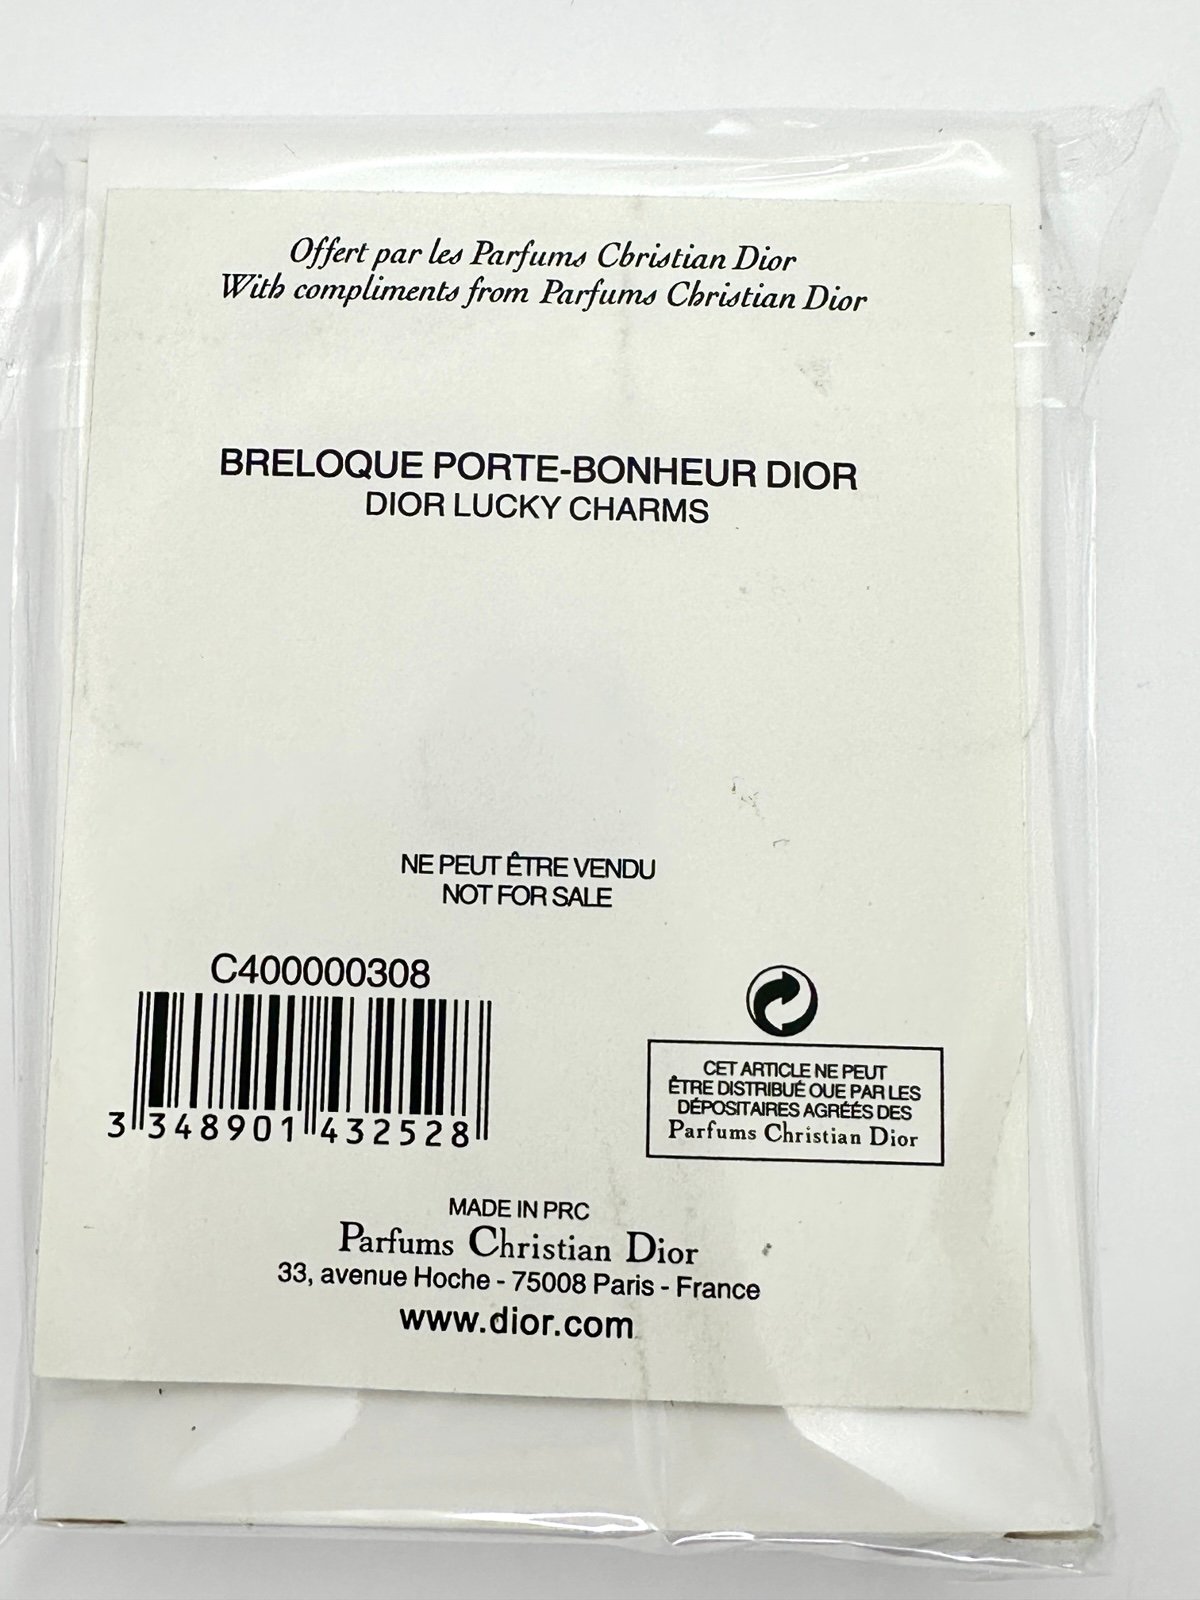 Offert par les Parfums Christian Dior
With compliments from Parfums Christian Dior
BRELOQUE PORTE-BONHEUR DIOR
DIOR LUCKY CHARMS
NE PEUT ÊTRE VENDU
NOT FOR SALE
C400000308
3 348901 432528
CET ARTICLE NE PEUT
ÊTRE DISTRIBUÉ QUE PAR LES
DÉPOSITAIRES AGRÉÉS DES
Parfums Christian Dior
MADE IN PRC
Parfums Christian Dior
33, avenue Hoche - 75008 Paris - France
www.dior.com